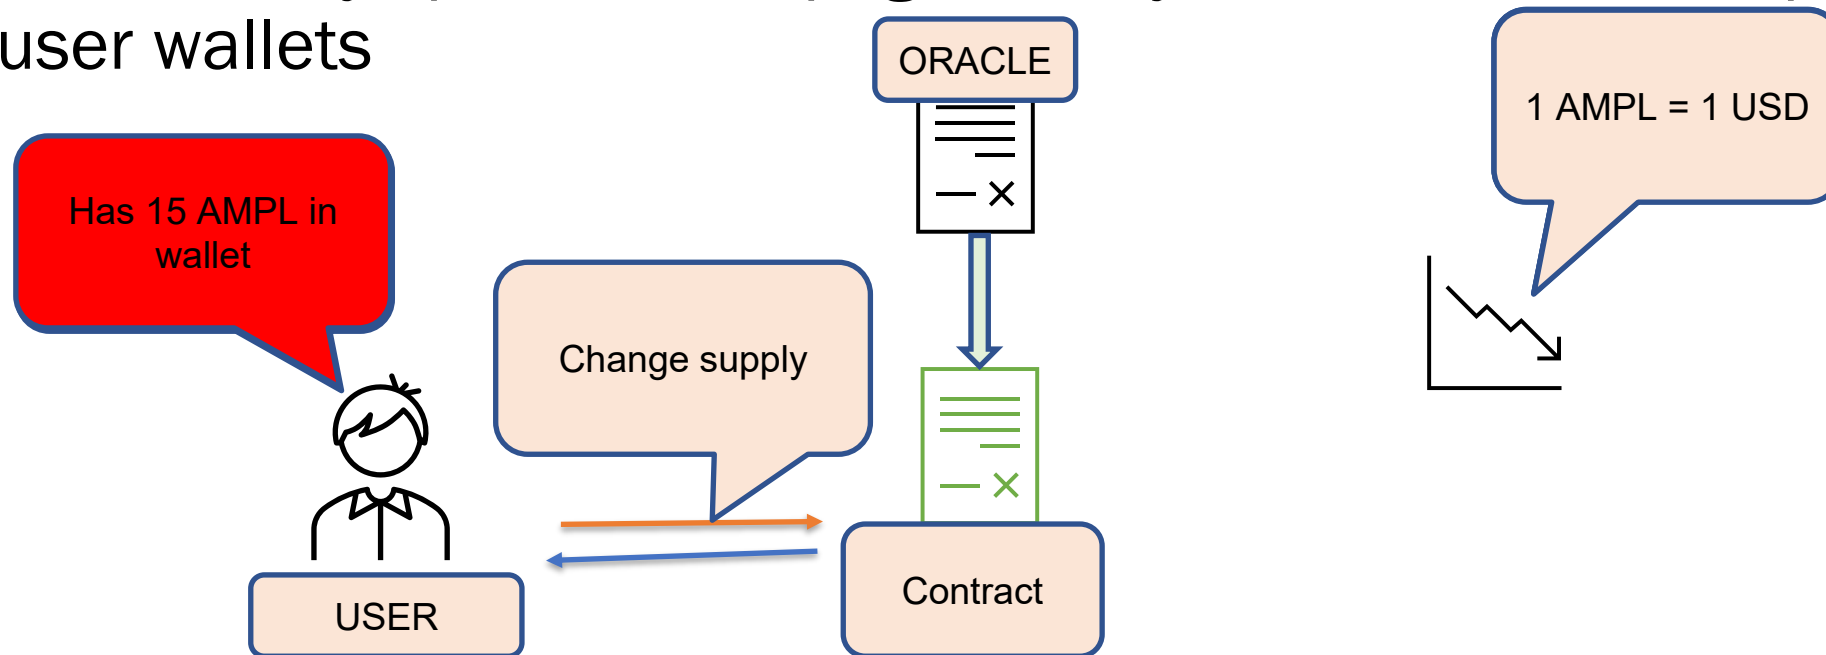 user wallets
ORACLE
1 AMPL = 1 USD
Has 15 AMPL in
wallet
Change supply
Contract
USER